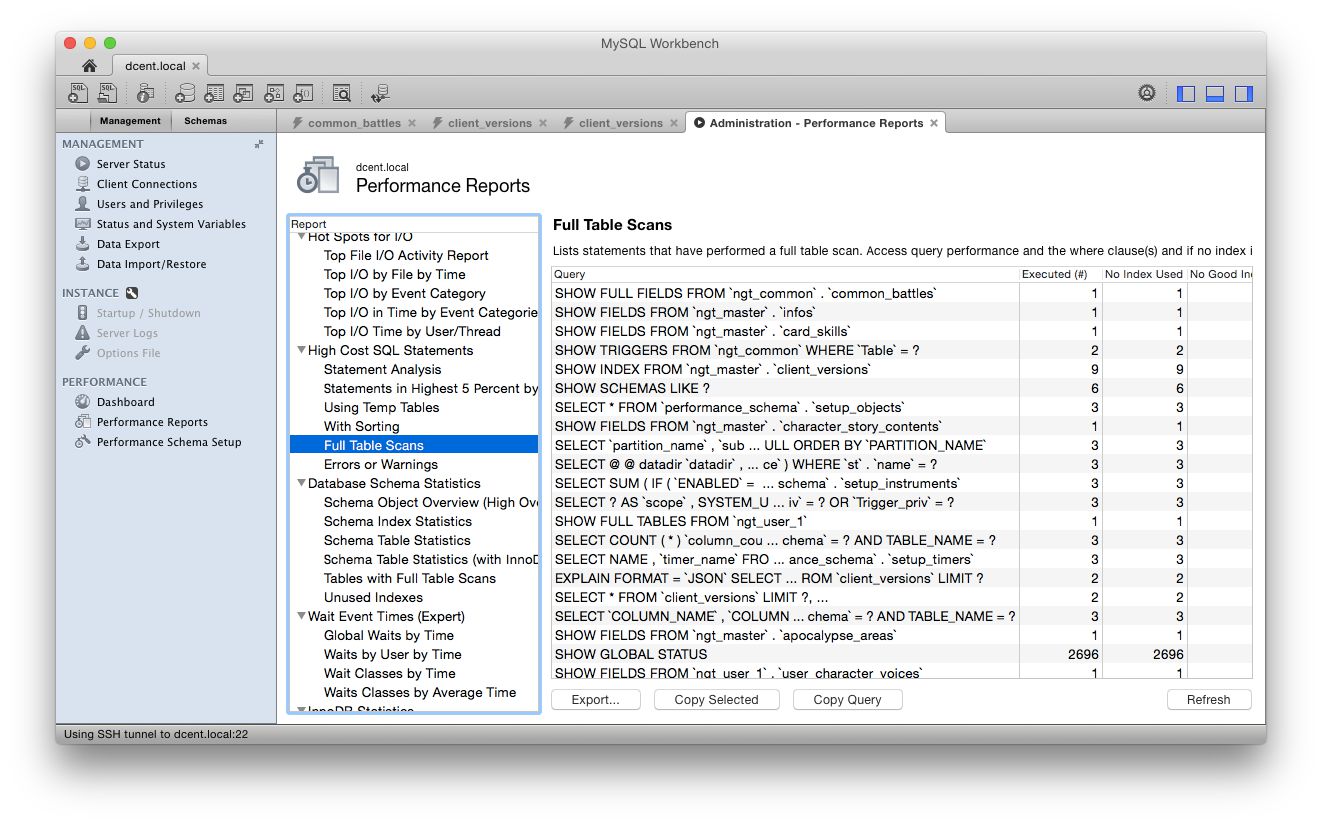 MySQL Workbench
dcent.local
Management Schemas
common_battles client_versions client_versions Administration - Performance Reports
MANAGEMENT
Server Status
Client Connections
Users and Privileges
Status and System Variables
Data Export
Data Import/Restore
INSTANCE
Startup / Shutdown
Server Logs
Options File
PERFORMANCE
Dashboard
Performance Reports
Performance Schema Setup
dcent.local
Performance Reports
Report
Hot Spots for I/O
Top File I/O Activity Report
Top I/O by File by Time
Top I/O by Event Category
Top I/O in Time by Event Categorie
Top I/O Time by User/Thread
High Cost SQL Statements
Statement Analysis
Statements in Highest 5 Percent by
Using Temp Tables
With Sorting
Full Table Scans
Errors or Warnings
Database Schema Statistics
Schema Object Overview (High Ov
Schema Index Statistics
Schema Table Statistics
Schema Table Statistics (with InnoD
Tables with Full Table Scans
Unused Indexes
Wait Event Times (Expert)
Global Waits by Time
Waits by User by Time
Wait Classes by Time
Waits Classes by Average Time
InnoDB Statistics
Full Table Scans
Lists statements that have performed a full table scan. Access query performance and the where clause(s) and if no index i
Query Executed (#) No Index Used No Good In
SHOW FULL FIELDS FROM `ngt_common` . `common_battles` 1 1
SHOW FIELDS FROM `ngt_master` . `infos` 1 1
SHOW FIELDS FROM `ngt_master` . `card_skills` 1 1
SHOW TRIGGERS FROM `ngt_common` WHERE `Table` = ? 2 2
SHOW INDEX FROM `ngt_master` . `client_versions` 9 9
SHOW SCHEMAS LIKE ? 6 6
SELECT * FROM `performance_schema` . `setup_objects` 3 3
SHOW FIELDS FROM `ngt_master` . `character_story_contents` 1 1
SELECT `partition_name` , `sub ... ULL ORDER BY `PARTITION_NAME` 3 3
SELECT @ @ datadir `datadir` , ... ce` ) WHERE `st` . `name` = ? 3 3
SELECT SUM ( IF ( `ENABLED` = ... schema` . `setup_instruments` 3 3
SELECT ? AS `scope` , SYSTEM_U ... iv` = ? OR `Trigger_priv` = ? 3 3
SHOW FULL TABLES FROM `ngt_user_1` 1 1
SELECT COUNT ( * ) `column_cou ... chema` = ? AND TABLE_NAME = ? 3 3
SELECT NAME , `timer_name` FRO ... ance_schema` . `setup_timers` 3 3
EXPLAIN FORMAT = `JSON` SELECT ... ROM `client_versions` LIMIT ? 2 2
SELECT * FROM `client_versions` LIMIT ?, ... 2 2
SELECT `COLUMN_NAME` , `COLUMN ... chema` = ? AND TABLE_NAME = ? 3 3
SHOW FIELDS FROM `ngt_master` . `apocalypse_areas` 1 1
SHOW GLOBAL STATUS 2696 2696
SHOW FIELDS FROM `ngt_user_1` . `user_character_voices` 1 1
Export... Copy Selected Copy Query Refresh
Using SSH tunnel to dcent.local:22